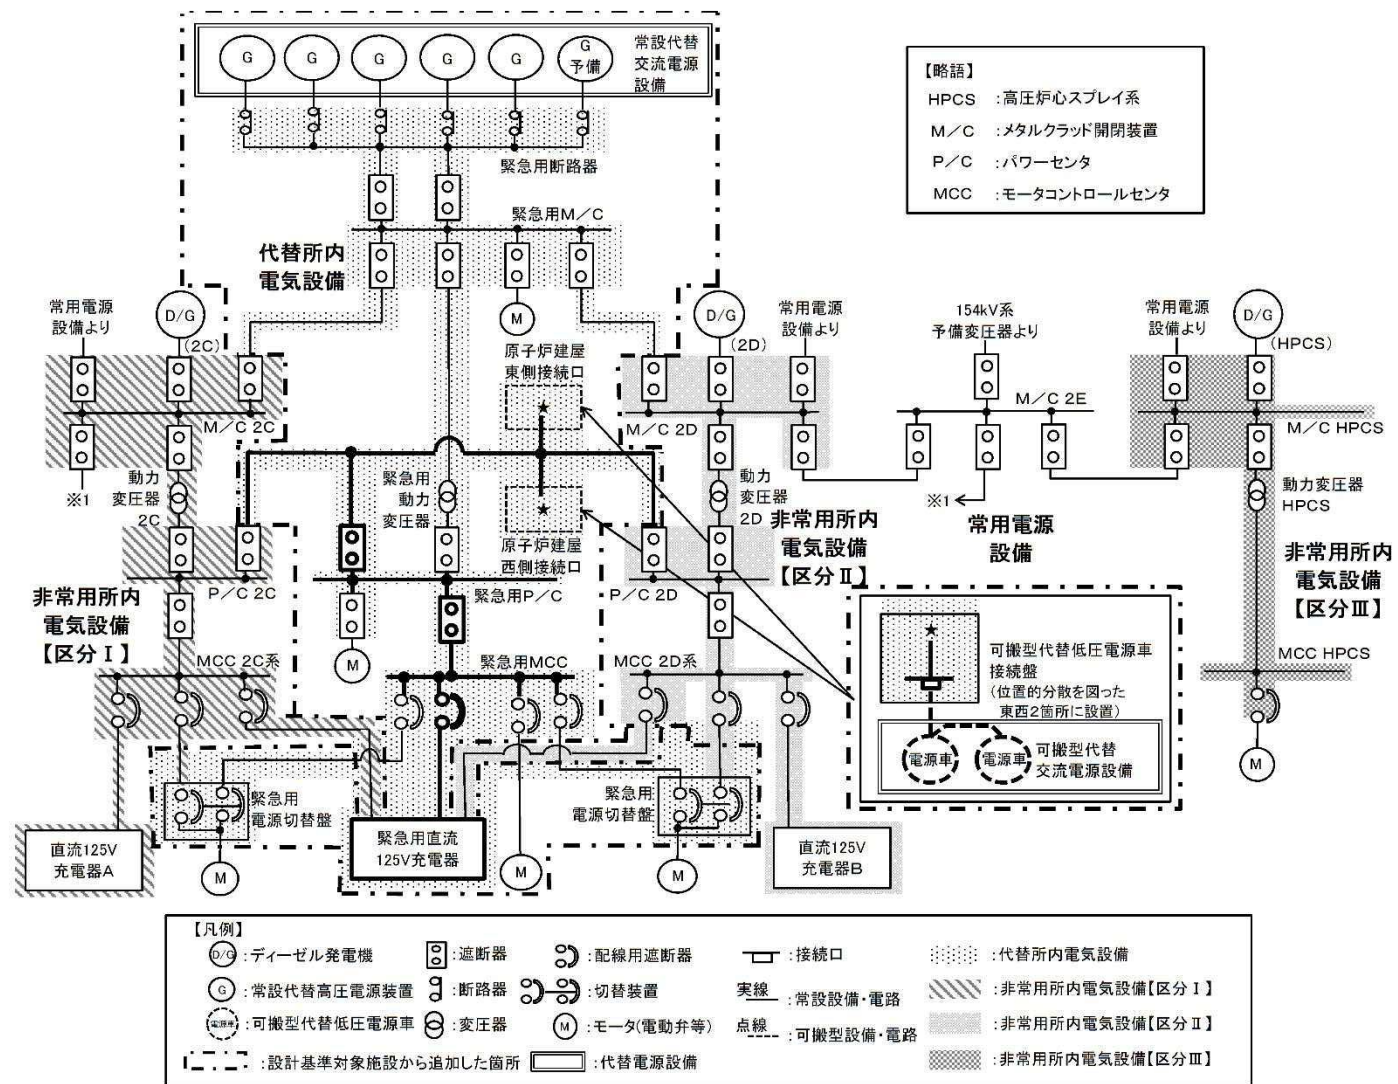 G
G
G
G
G
G
予備
常設代替
交流電源
設備
緊急用断路器
【略語】
HPCS :高圧炉心スプレイ系
M/C :メタルクラッド開閉装置
P/C :パワーセンタ
MCC :モータコントロールセンタ
緊急用M/C
代替所内
電気設備
常用電源
設備より
D/G
(2C)
M
原子炉建屋
東側接続口
★
D/G
(2D)
常用電源
設備より
154kV系
予備変圧器より
常用電源
設備より
D/G
(HPCS)
M/C 2C
M/C 2D
M/C 2E
M/C HPCS
※1
動力
変圧器
2C
緊急用
動力
変圧器
★
原子炉建屋
西側接続口
動力
変圧器
2D
非常用所内
電気設備
【区分Ⅱ】
※1
常用電源
設備
動力変圧器
HPCS
非常用所内
電気設備
【区分Ⅲ】
P/C 2C
緊急用P/C
P/C 2D
非常用所内
電気設備
【区分Ⅰ】
M
MCC 2C系
緊急用MCC
MCC 2D系
MCC HPCS
★
可搬型代替低圧電源車
接続盤
(位置的分散を図った
東西2箇所に設置)
電源車
電源車
可搬型代替
交流電源設備
M
緊急用
電源切替盤
緊急用
電源切替盤
直流125V
充電器A
M
緊急用直流
125V充電器
M
M
直流125V
充電器B
【凡例】
D/G :ディーゼル発電機
:遮断器
:配線用遮断器
:接続口
:代替所内電気設備
G :常設代替高圧電源装置
:断路器
:切替装置
実線
:常設設備・電路
:非常用所内電気設備【区分Ⅰ】
電源車 :可搬型代替低圧電源車
:変圧器
M :モータ(電動弁等)
点線
:可搬型設備・電路
:非常用所内電気設備【区分Ⅱ】
:設計基準対象施設から追加した箇所
:代替電源設備
:非常用所内電気設備【区分Ⅲ】